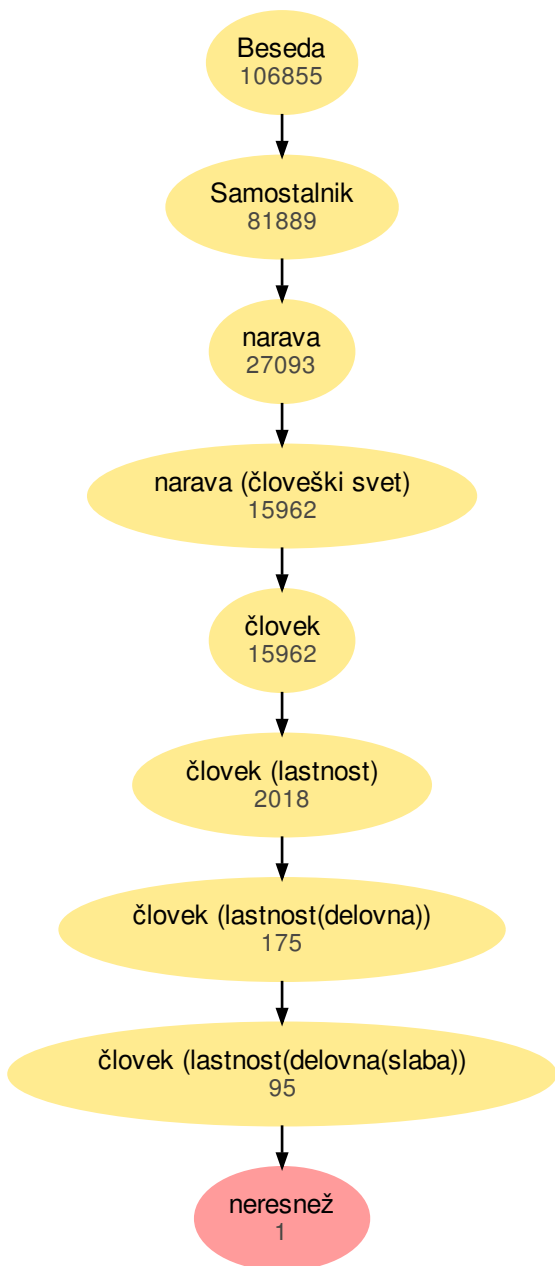 Beseda
106855
Samostalnik
81889
narava
27093
narava (človeški svet)
15962
človek
15962
človek (lastnost)
2018
človek (lastnost(delovna))
175
človek (lastnost(delovna(slaba))
95
neresnež
1